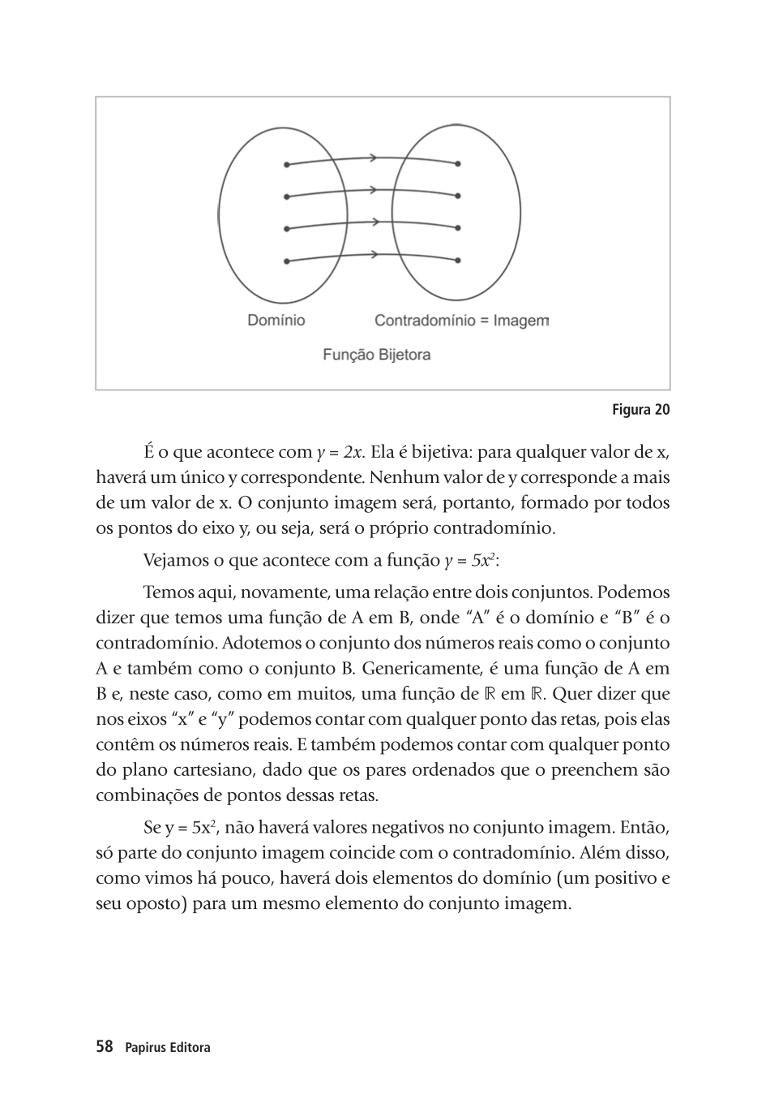 Domínio
Contradomínio = Imagem
Função Bijetora
Figura 20
É o que acontece com y = 2x. Ela é bijetiva: para qualquer valor de x,
haverá um único y correspondente. Nenhum valor de y corresponde a mais
de um valor de x. O conjunto imagem será, portanto, formado por todos
os pontos do eixo y, ou seja, será o próprio contradomínio.
Vejamos o que acontece com a função y = 5x²:
Temos aqui, novamente, uma relação entre dois conjuntos. Podemos
dizer que temos uma função de A em B, onde “A” é o domínio e “B” é o
contradomínio. Adotemos o conjunto dos números reais como o conjunto
A e também como o conjunto B. Genericamente, é uma função de A em
B e, neste caso, como em muitos, uma função de ℝ em ℝ. Quer dizer que
nos eixos “x” e “y” podemos contar com qualquer ponto das retas, pois elas
contêm os números reais. E também podemos contar com qualquer ponto
do plano cartesiano, dado que os pares ordenados que o preenchem são
combinações de pontos dessas retas.
Se y = 5x², não haverá valores negativos no conjunto imagem. Então,
só parte do conjunto imagem coincide com o contradomínio. Além disso,
como vimos há pouco, haverá dois elementos do domínio (um positivo e
seu oposto) para um mesmo elemento do conjunto imagem.
58 Papirus Editora